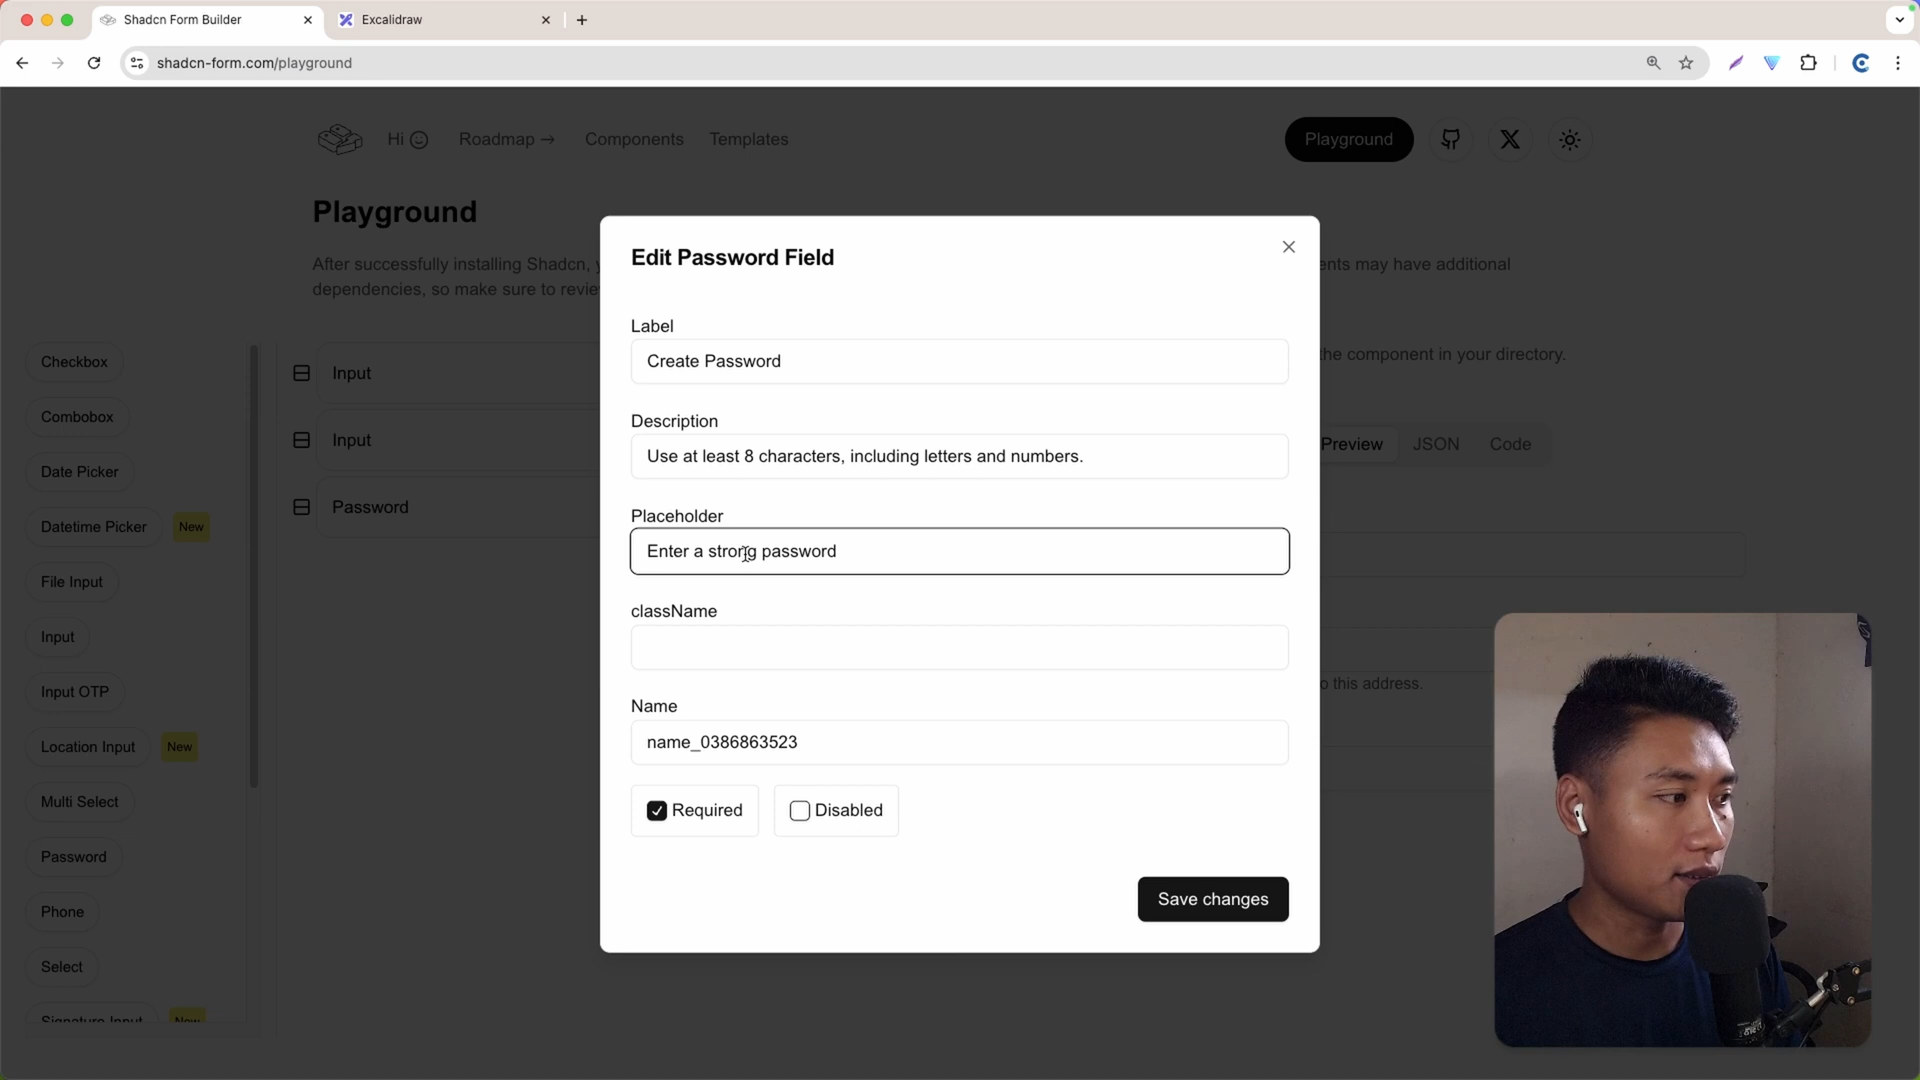 Shadcn Form Builder
Excalidraw
shadcn-form.com/playground
Hi
Roadmap →
Components
Templates
Playground
Playground
After successfully installing Shadcn, y
ents may have additional
dependencies, so make sure to revie
the component in your directory.
Checkbox
Combobox
Date Picker
Datetime Picker
New
File Input
Input
Input OTP
Location Input
New
Multi Select
Password
Phone
Select
Signature Input
New
Input
Input
Password
Preview
JSON
Code
o this address.
Edit Password Field
Label
Create Password
Description
Use at least 8 characters, including letters and numbers.
Placeholder
Enter a strong password
className
Name
name_0386863523
Required
Disabled
Save changes